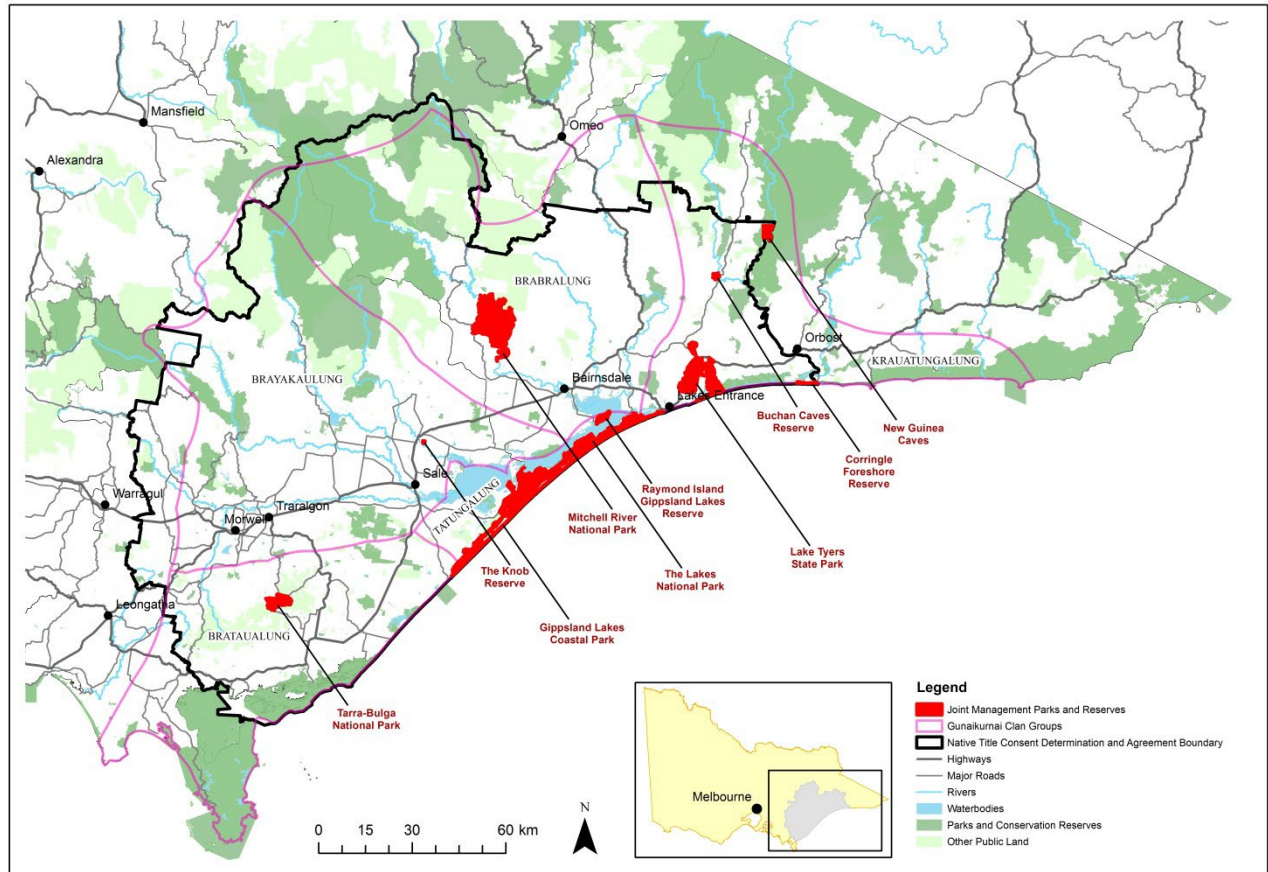 Mansfield
Omeo
Alexandra
BRABRALUNG
Orbost
KRAUATUNGALUNG
BRAYAKAULUNG
Bairnsdale
Lakes Entrance
Buchan Caves
Reserve
New Guinea
Caves
Corringle
Foreshore
Reserve
Sale
Warragul
Traralgon
Morwell
TATUNGALUNG
Raymond Island
Gippsland Lakes
Reserve
Mitchell River
National Park
Lake Tyers
State Park
The Lakes
National Park
The Knob
Reserve
Leongatha
BRATAUALUNG
Gippsland Lakes
Coastal Park
Tarra-Bulga
National Park
Legend
Joint Management Parks and Reserves
Gunaikurnai Clan Groups
Native Title Consent Determination and Agreement Boundary
Highways
Major Roads
Rivers
Waterbodies
Parks and Conservation Reserves
Other Public Land
Melbourne
N
0 15 30 60 km